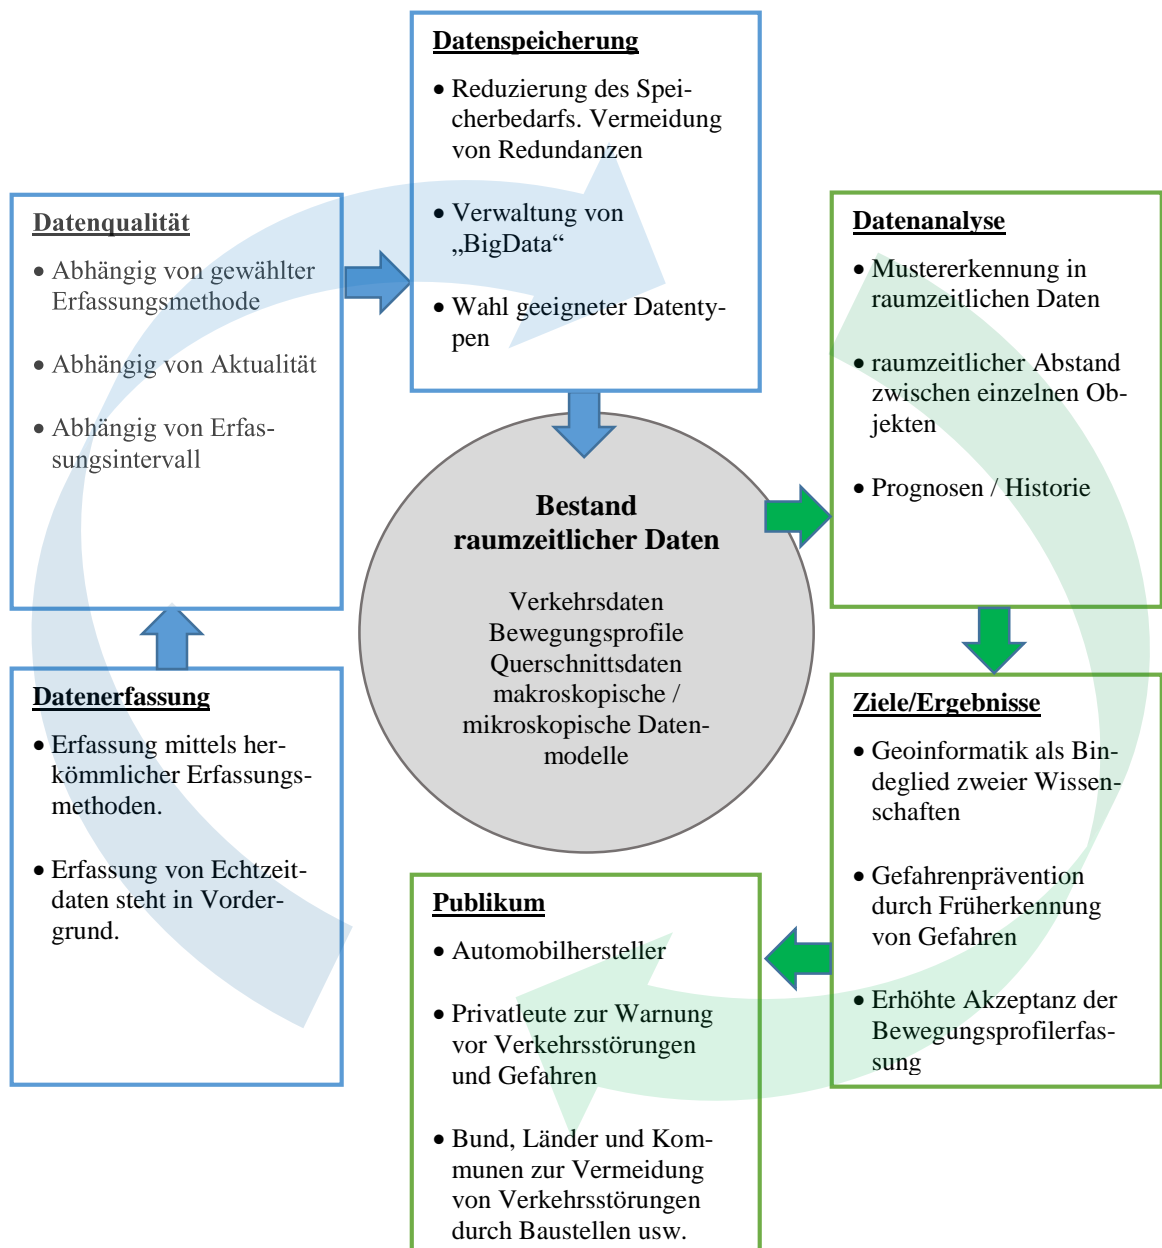 Datenspeicherung
• Reduzierung des Spei-
cherbedarfs. Vermeidung
von Redundanzen
• Verwaltung von
„BigData“
• Wahl geeigneter Datenty-
pen
Datenqualität
• Abhängig von gewählter
Erfassungsmethode
• Abhängig von Aktualität
• Abhängig von Erfas-
sungsintervall
Datenanalyse
• Mustererkennung in
raumzeitlichen Daten
• raumzeitlicher Abstand
zwischen einzelnen Ob-
jekten
• Prognosen / Historie
Bestand
raumzeitlicher Daten
Verkehrsdaten
Bewegungsprofile
Querschnittsdaten
makroskopische /
mikroskopische Daten-
modelle
Datenerfassung
• Erfassung mittels her-
kömmlicher Erfassungs-
methoden.
• Erfassung von Echtzeit-
daten steht in Vorder-
grund.
Ziele/Ergebnisse
• Geoinformatik als Bin-
deglied zweier Wissen-
schaften
• Gefahrenprävention
durch Früherkennung
von Gefahren
• Erhöhte Akzeptanz der
Bewegungsprofilerfas-
sung
Publikum
• Automobilhersteller
• Privatleute zur Warnung
vor Verkehrsstörungen
und Gefahren
• Bund, Länder und Kom-
munen zur Vermeidung
von Verkehrsstörungen
durch Baustellen usw.